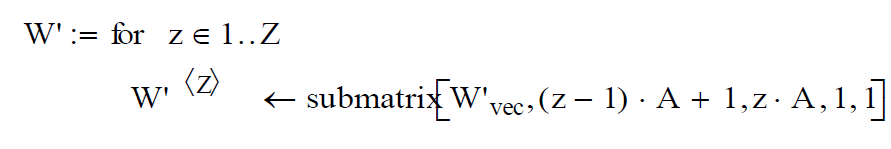 W' := for z ∈ 1..Z
W'⟨z⟩ ← submatrix[W'vec,(z − 1) · A + 1,z · A,1,1]